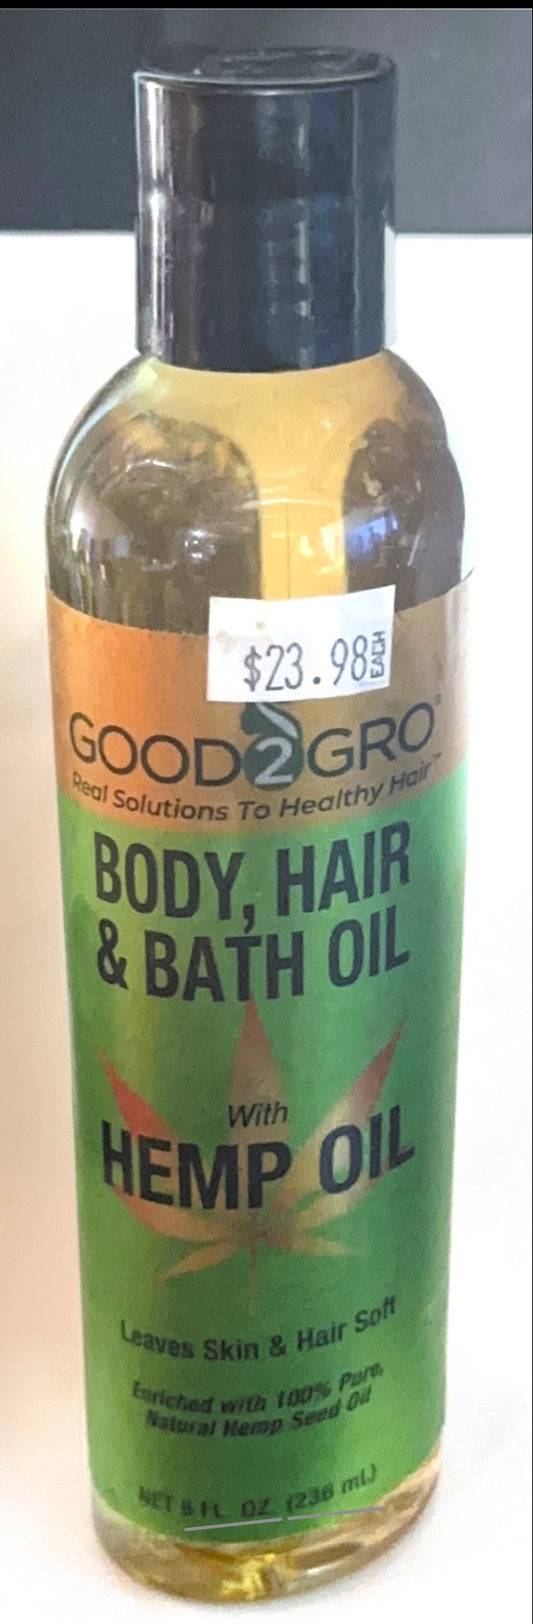 $23.98 EACH
GOOD2GRO®
Real Solutions To Healthy Hair™
BODY, HAIR
& BATH OIL
With
HEMP OIL
Leaves Skin & Hair Soft
Enriched with 100% Pure,
Natural Hemp Seed Oil
NET 8 FL OZ (236 mL)